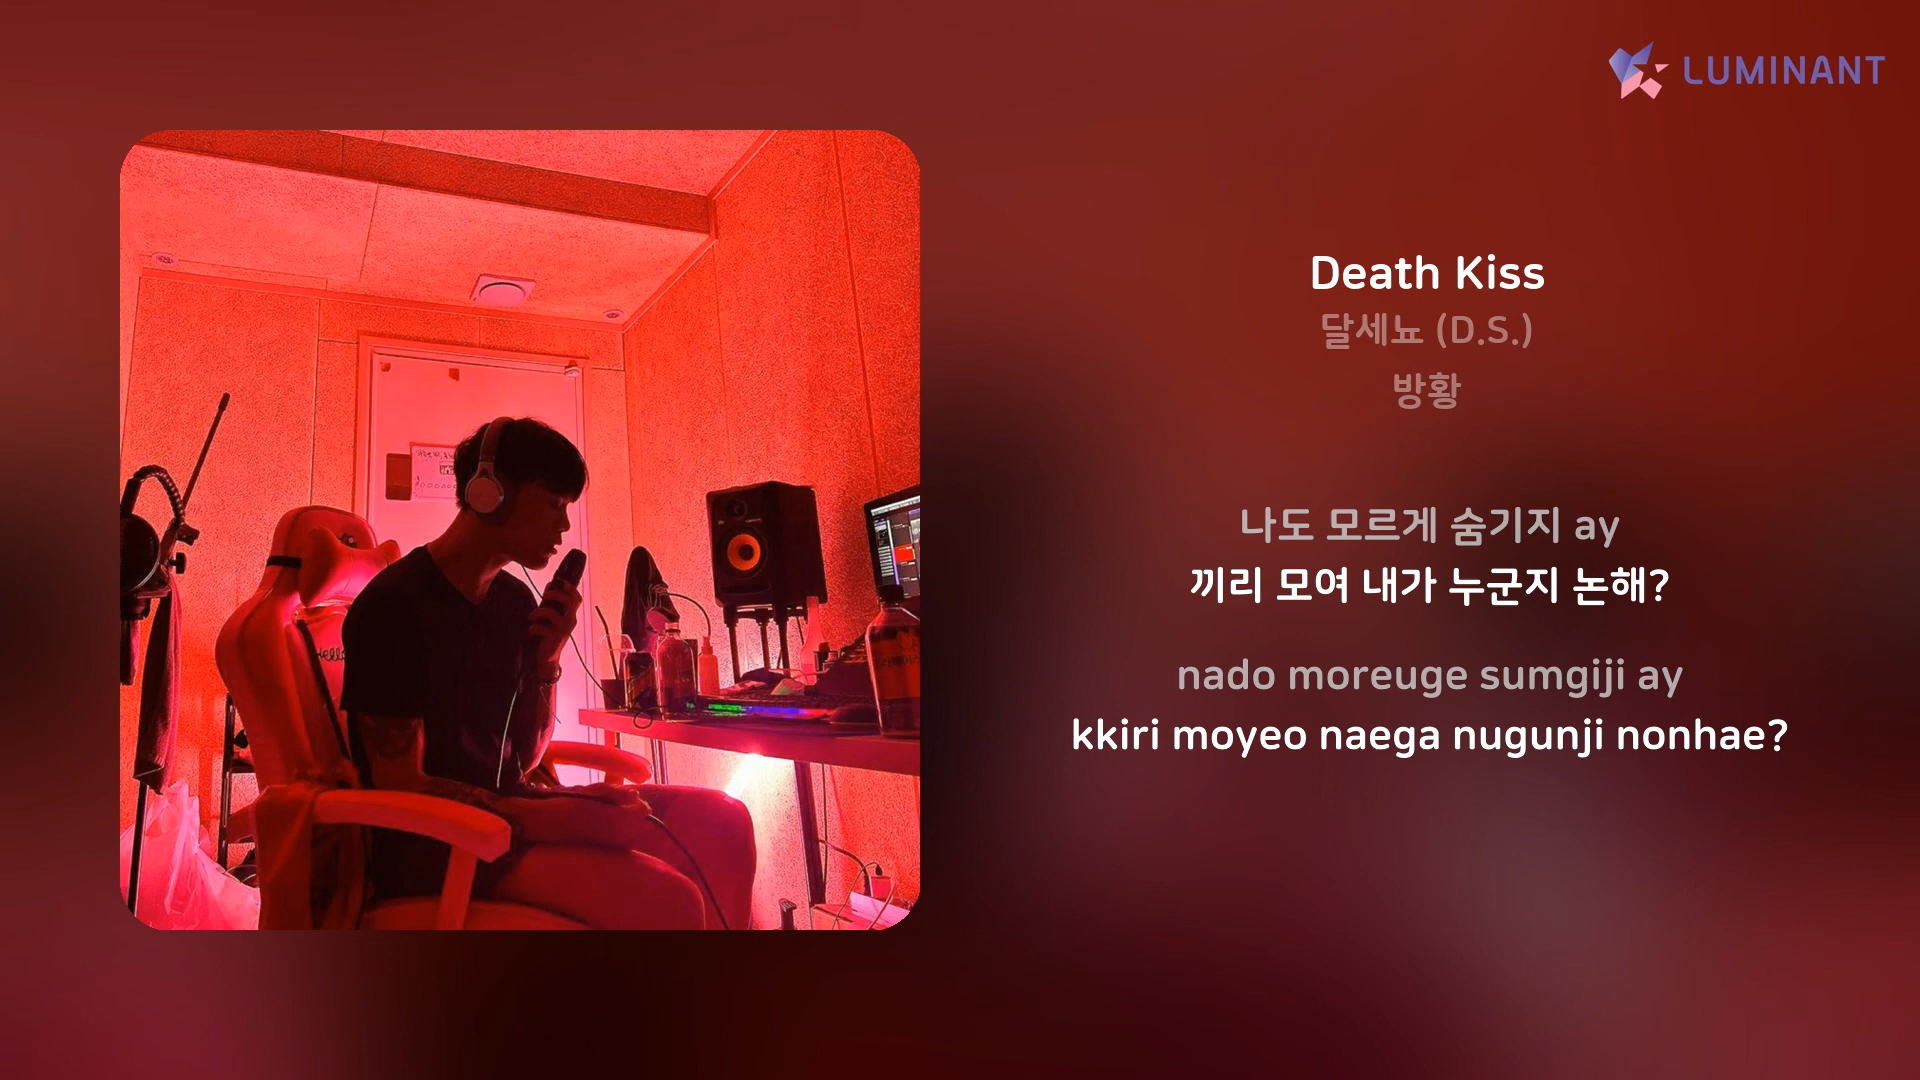 LUMINANT
Death Kiss
달세뇨 (D.S.)
방황
나도 모르게 숨기지 ay
끼리 모여 내가 누군지 논해?
nado moreuge sumgiji ay
kkiri moyeo naega nugunji nonhae?
Hello